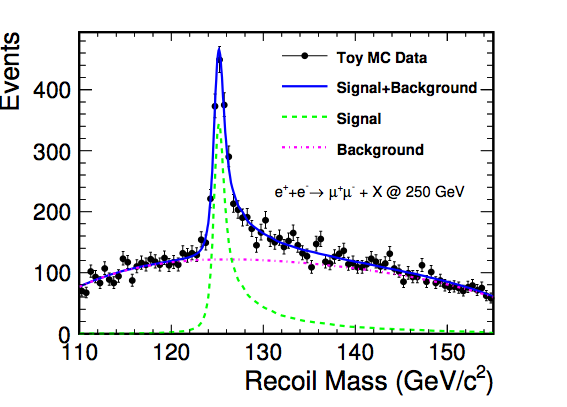 Events
400
300
200
100
0
Toy MC Data
Signal+Background
Signal
Background
e⁺+e⁻→ μ⁺μ⁻ + X @ 250 GeV
110 120 130 140 150
Recoil Mass (GeV/c²)